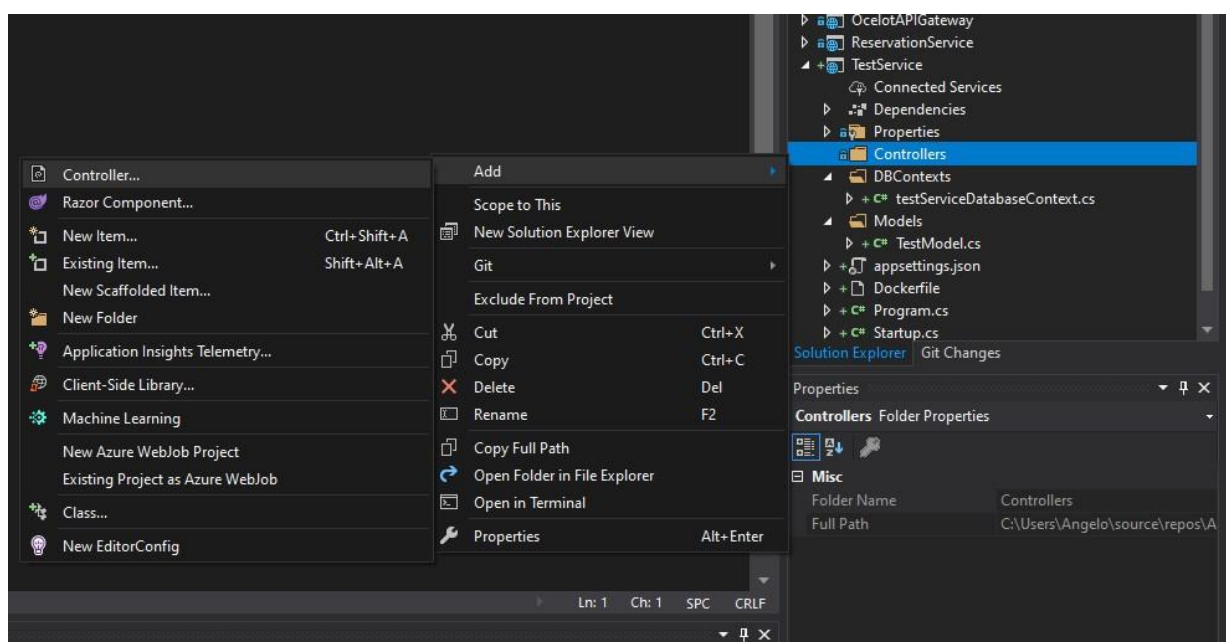 OcelotAPIGateway
ReservationService
TestService
Connected Services
Dependencies
Properties
Controllers
DBContexts
C# testServiceDatabaseContext.cs
Models
C# TestModel.cs
appsettings.json
Dockerfile
C# Program.cs
C# Startup.cs
Solution Explorer Git Changes
Controller...
Razor Component...
New Item... Ctrl+Shift+A
Existing Item... Shift+Alt+A
New Scaffolded Item...
New Folder
Application Insights Telemetry...
Client-Side Library...
Machine Learning
New Azure WebJob Project
Existing Project as Azure WebJob
Class...
New EditorConfig
Add
Scope to This
New Solution Explorer View
Git
Exclude From Project
Cut Ctrl+X
Copy Ctrl+C
Delete Del
Rename F2
Copy Full Path
Open Folder in File Explorer
Open in Terminal
Properties Alt+Enter
Properties
Controllers Folder Properties
Misc
Folder Name Controllers
Full Path C:\Users\Angelo\source\repos\A
Ln: 1 Ch: 1 SPC CRLF